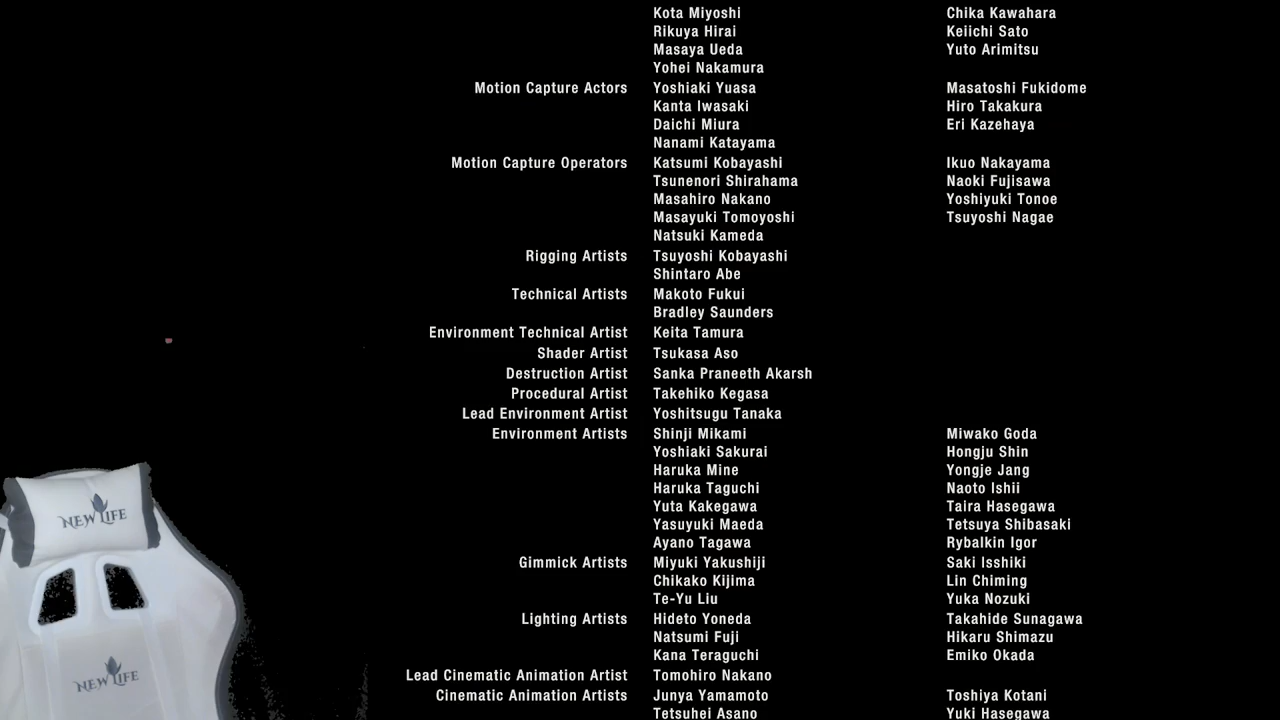 Kota Miyoshi Chika Kawahara
Rikuya Hirai Keiichi Sato
Masaya Ueda Yuto Arimitsu
Yohei Nakamura
Motion Capture Actors Yoshiaki Yuasa Masatoshi Fukidome
Kanta Iwasaki Hiro Takakura
Daichi Miura Eri Kazehaya
Nanami Katayama
Motion Capture Operators Katsumi Kobayashi Ikuo Nakayama
Tsunenori Shirahama Naoki Fujisawa
Masahiro Nakano Yoshiyuki Tonoe
Masayuki Tomoyoshi Tsuyoshi Nagae
Natsuki Kameda
Rigging Artists Tsuyoshi Kobayashi
Shintaro Abe
Technical Artists Makoto Fukui
Bradley Saunders
Environment Technical Artist Keita Tamura
Shader Artist Tsukasa Aso
Destruction Artist Sanka Praneeth Akarsh
Procedural Artist Takehiko Kegasa
Lead Environment Artist Yoshitsugu Tanaka
Environment Artists Shinji Mikami Miwako Goda
Yoshiaki Sakurai Hongju Shin
Haruka Mine Yongje Jang
Haruka Taguchi Naoto Ishii
Yuta Kakegawa Taira Hasegawa
Yasuyuki Maeda Tetsuya Shibasaki
Ayano Tagawa Rybalkin Igor
Gimmick Artists Miyuki Yakushiji Saki Isshiki
Chikako Kijima Lin Chiming
Te-Yu Liu Yuka Nozuki
Lighting Artists Hideto Yoneda Takahide Sunagawa
Natsumi Fuji Hikaru Shimazu
Kana Teraguchi Emiko Okada
Lead Cinematic Animation Artist Tomohiro Nakano
Cinematic Animation Artists Junya Yamamoto Toshiya Kotani
Tetsuhei Asano Yuki Hasegawa
NEW LIFE
NEW LIFE